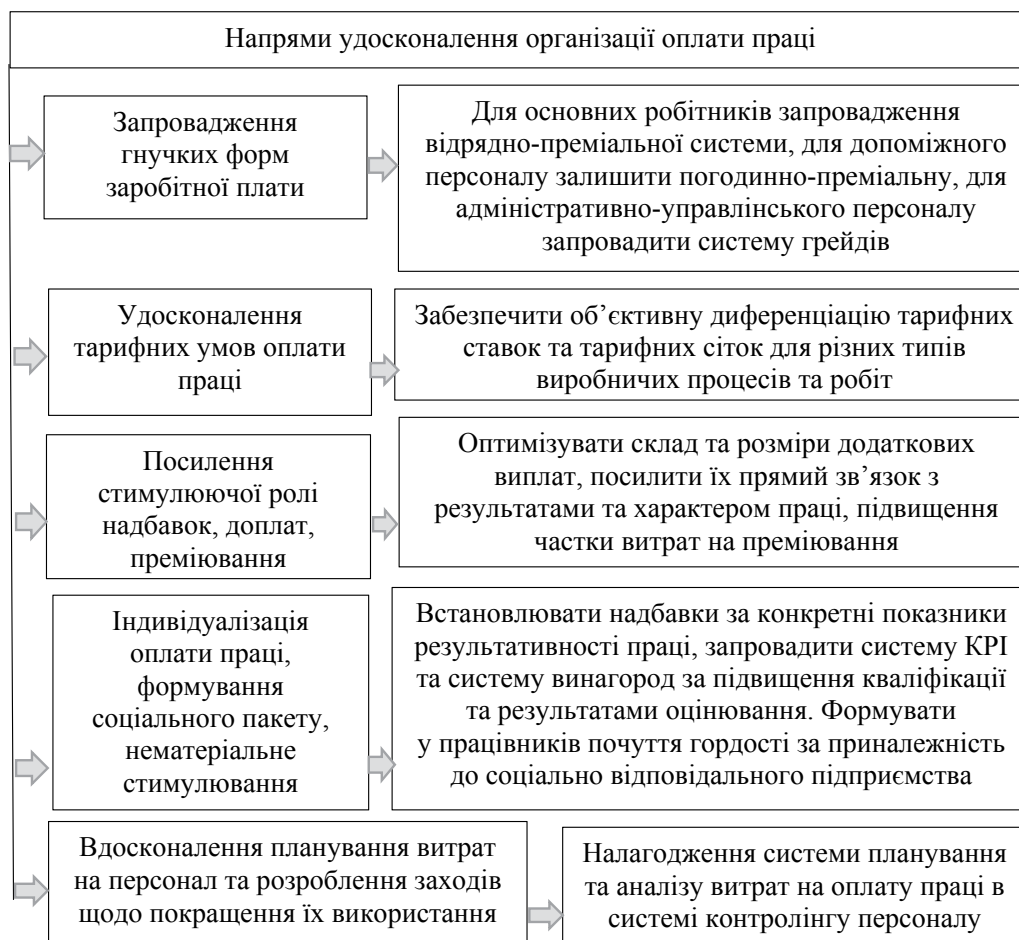 Напрями удосконалення організації оплати праці
Запровадження
гнучких форм
заробітної плати
Для основних робітників запровадження
відрядно-преміальної системи, для допоміжного
персоналу залишити погодинно-преміальну, для
адміністративно-управлінського персоналу
запровадити систему грейдів
Удосконалення
тарифних умов оплати
праці
Забезпечити об’єктивну диференціацію тарифних
ставок та тарифних сіток для різних типів
виробничих процесів та робіт
Посилення
стимулюючої ролі
надбавок, доплат,
преміювання
Оптимізувати склад та розміри додаткових
виплат, посилити їх прямий зв’язок з
результатами та характером праці, підвищення
частки витрат на преміювання
Індивідуалізація
оплати праці,
формування
соціального пакету,
нематеріальне
стимулювання
Встановлювати надбавки за конкретні показники
результативності праці, запровадити систему KPI
та систему винагород за підвищення кваліфікації
та результатами оцінювання. Формувати
у працівників почуття гордості за приналежність
до соціально відповідального підприємства
Вдосконалення планування витрат
на персонал та розроблення заходів
щодо покращення їх використання
Налагодження системи планування
та аналізу витрат на оплату праці в
системі контролінгу персоналу